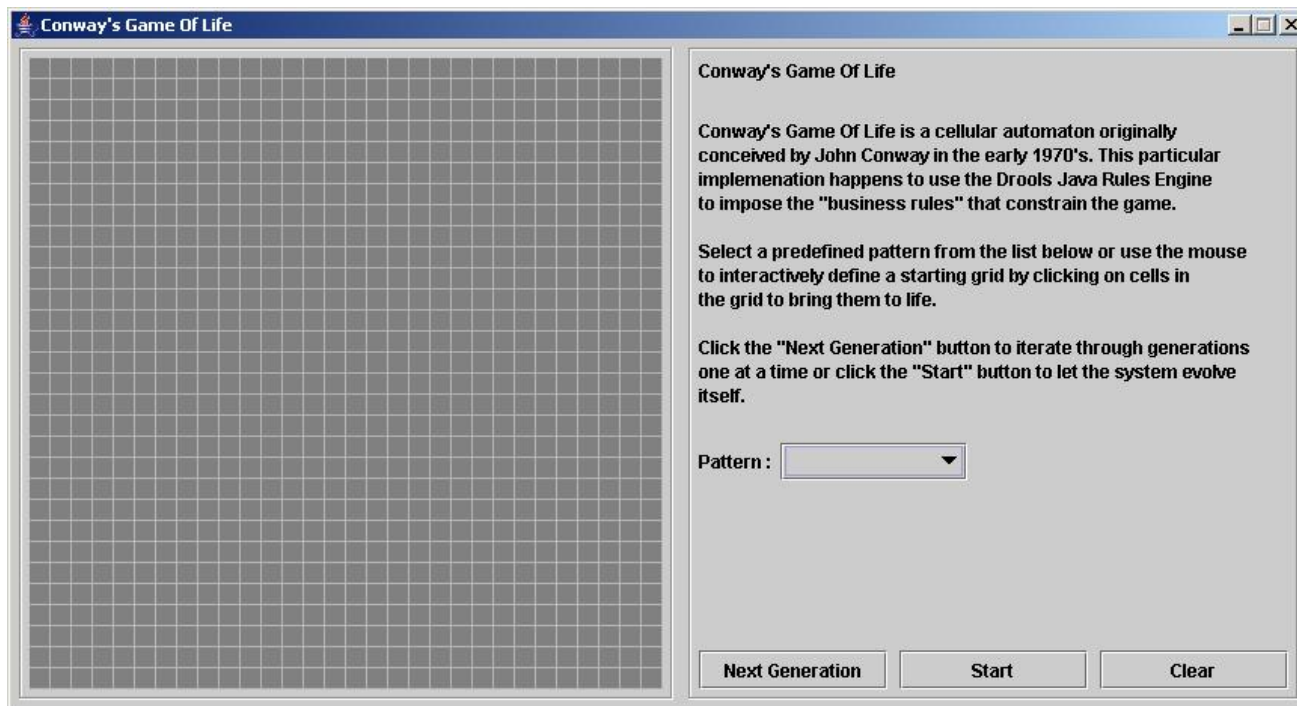 Conway's Game Of Life
Conway's Game Of Life
Conway's Game Of Life is a cellular automaton originally
conceived by John Conway in the early 1970's. This particular
implemenation happens to use the Drools Java Rules Engine
to impose the "business rules" that constrain the game.
Select a predefined pattern from the list below or use the mouse
to interactively define a starting grid by clicking on cells in
the grid to bring them to life.
Click the "Next Generation" button to iterate through generations
one at a time or click the "Start" button to let the system evolve
itself.
Pattern :
Next Generation Start Clear